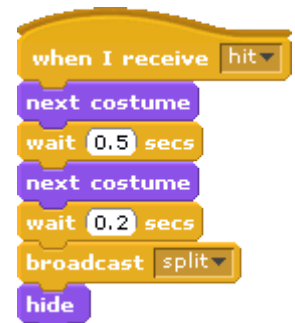 when I receive hit
next costume
wait 0.5 secs
next costume
wait 0.2 secs
broadcast split
hide